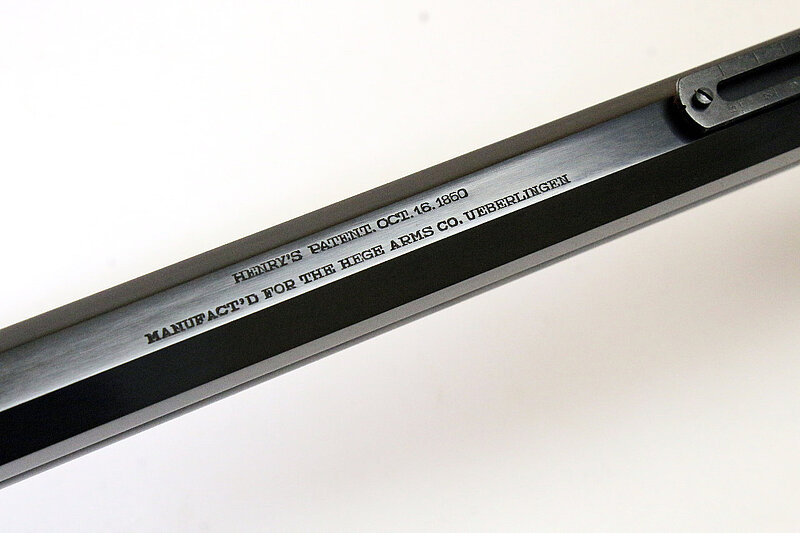 HENRY'S PATENT. OCT. 16. 1860
MANUFACT'D FOR THE HEGE ARMS CO. UEBERLINGEN